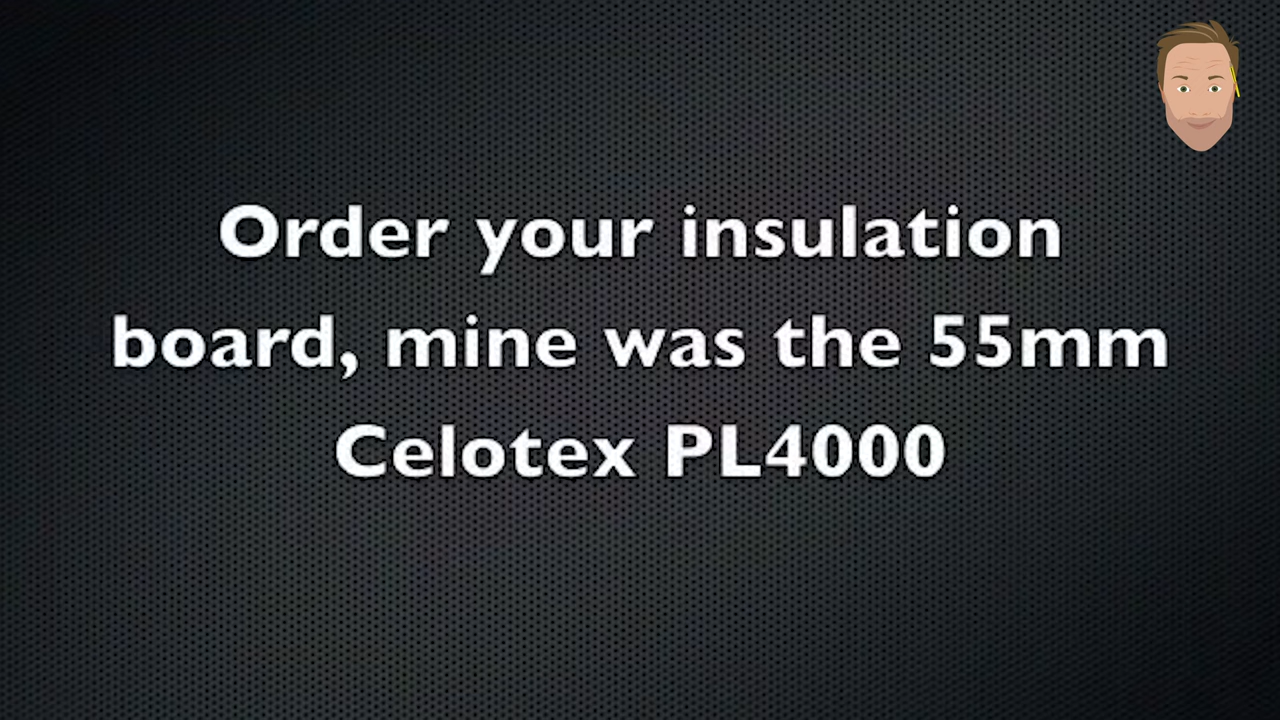 Order your insulation
board, mine was the 55mm
Celotex PL4000